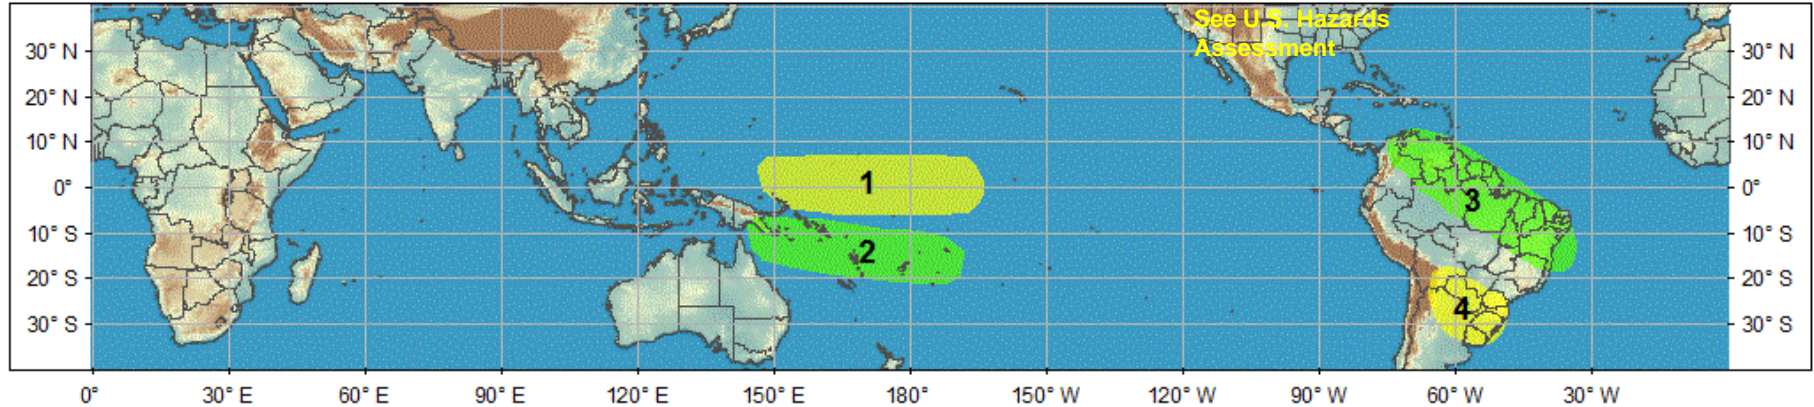 See U.S. Hazards
Assessment
30° N
30° N
20° N
20° N
10° N
10° N
1
3
0°
0°
2
10° S
10° S
20° S
20° S
4
30° S
30° S
0°
30° E
60° E
90° E
120° E
150° E
180°
150° W
120° W
90° W
60° W
30° W